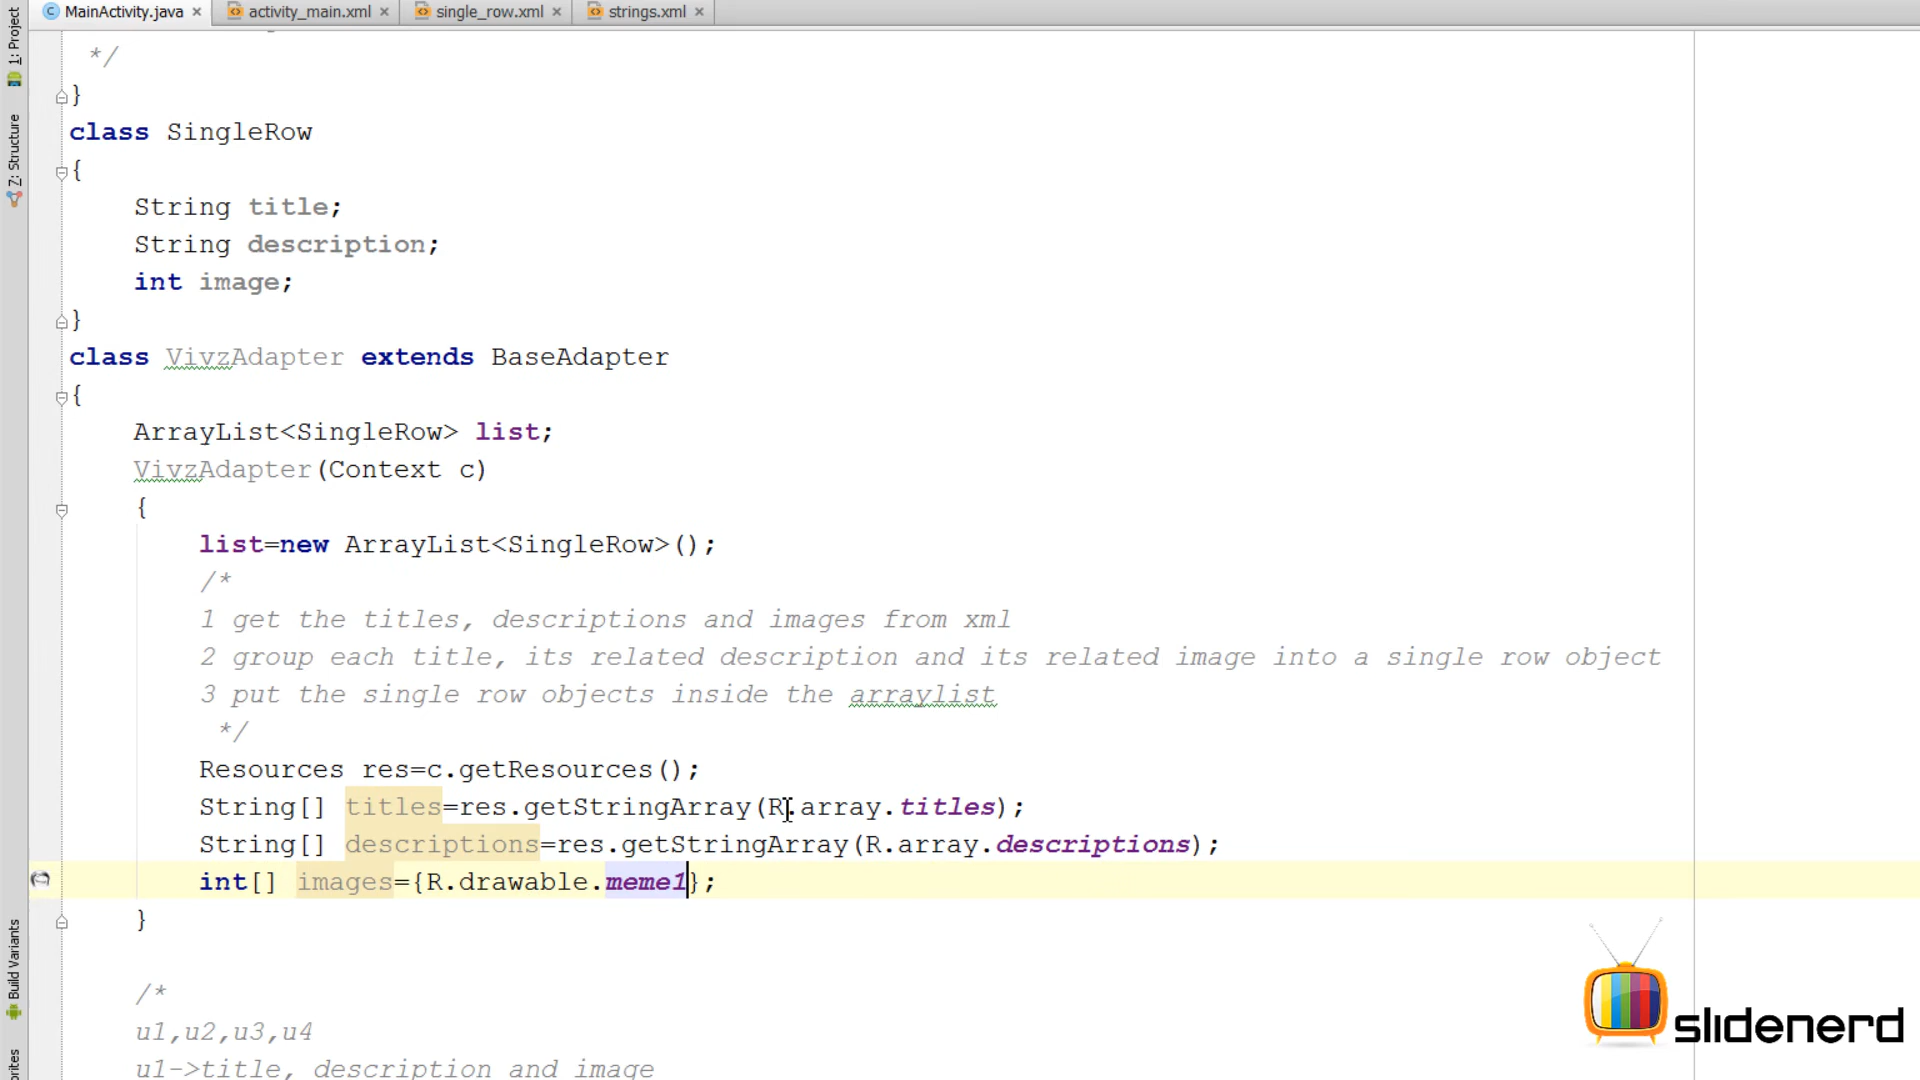 MainActivity.java activity_main.xml single_row.xml strings.xml
1: Project
Z: Structure
Build Variants
*/
}
class SingleRow
{
String title;
String description;
int image;
}
class VivzAdapter extends BaseAdapter
{
ArrayList<SingleRow> list;
VivzAdapter(Context c)
{
list=new ArrayList<SingleRow>();
/*
1 get the titles, descriptions and images from xml
2 group each title, its related description and its related image into a single row object
3 put the single row objects inside the arraylist
*/
Resources res=c.getResources();
String[] titles=res.getStringArray(R.array.titles);
String[] descriptions=res.getStringArray(R.array.descriptions);
int[] images={R.drawable.meme1};
}
/*
u1,u2,u3,u4
u1->title, description and image
slidenerd